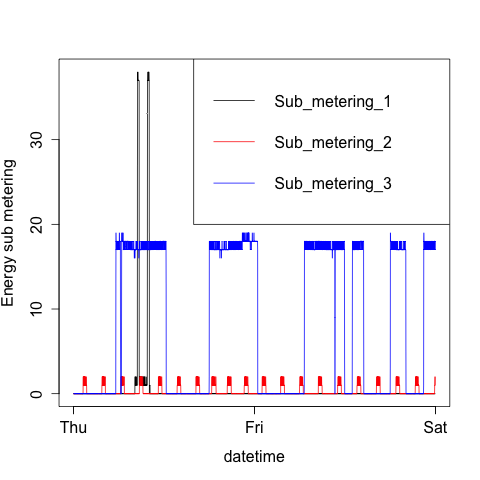 Sub_metering_1
Sub_metering_2
Sub_metering_3
Energy sub metering
30
20
10
0
Thu Fri Sat
datetime